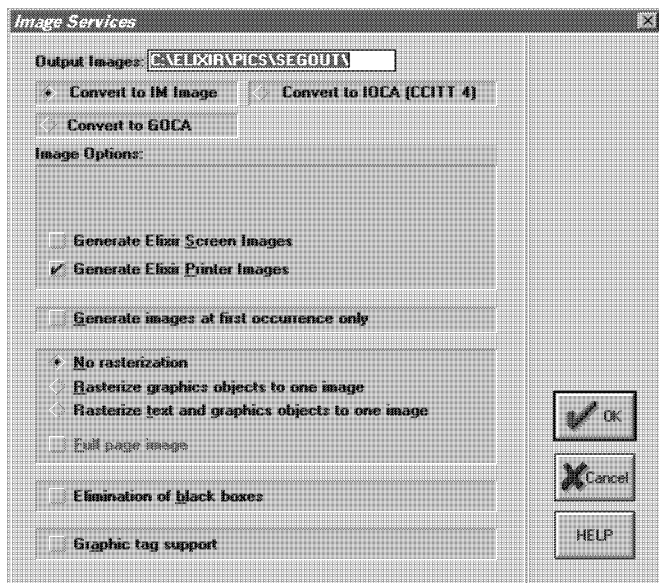 Image Services
Output Images: C:\ELIXIR\PICS\SEGOUT\
Convert to IM Image
Convert to IOCA (CCITT 4)
Convert to GOCA
Image Options:
Generate Elixir Screen Images
Generate Elixir Printer Images
Generate images at first occurrence only
No rasterization
Rasterize graphics objects to one image
Rasterize text and graphics objects to one image
Full page image
Elimination of black boxes
Graphic tag support
OK
Cancel
HELP